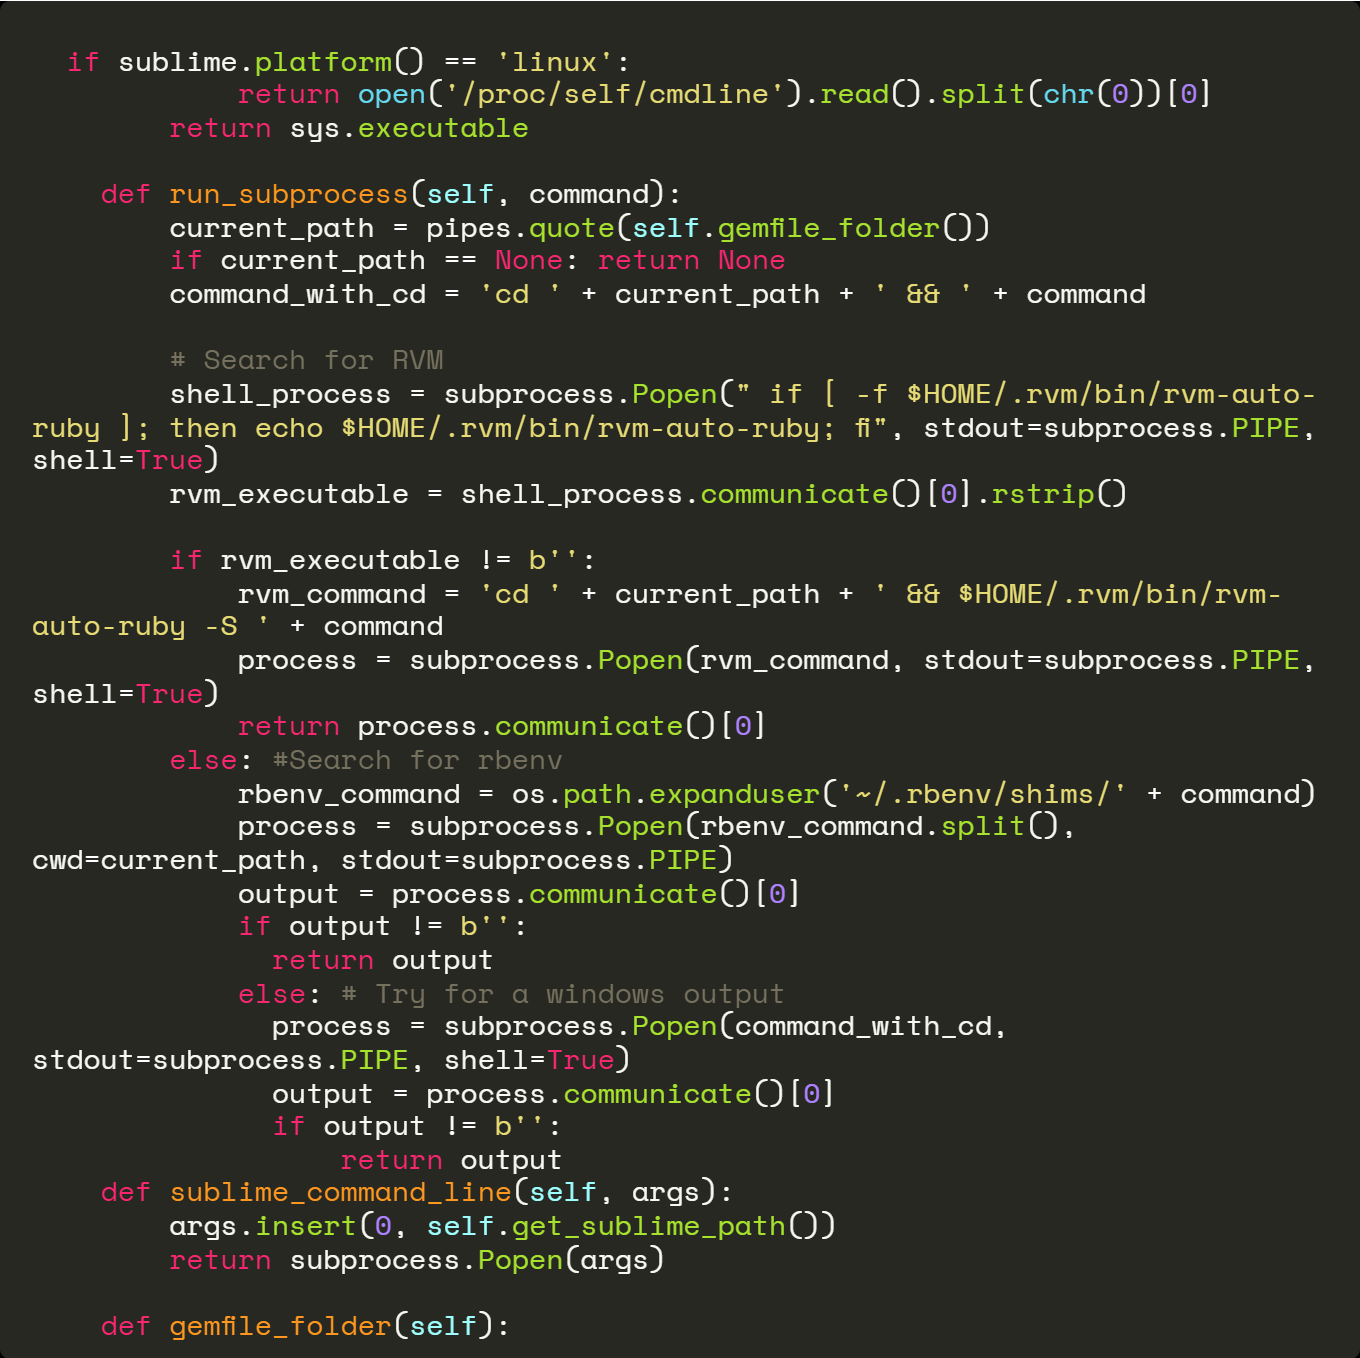 if sublime.platform() == 'linux':
            return open('/proc/self/cmdline').read().split(chr(0))[0]
        return sys.executable

    def run_subprocess(self, command):
        current_path = pipes.quote(self.gemfile_folder())
        if current_path == None: return None
        command_with_cd = 'cd ' + current_path + ' && ' + command

        # Search for RVM
        shell_process = subprocess.Popen(" if [ -f $HOME/.rvm/bin/rvm-auto-
ruby ]; then echo $HOME/.rvm/bin/rvm-auto-ruby; fi", stdout=subprocess.PIPE,
shell=True)
        rvm_executable = shell_process.communicate()[0].rstrip()

        if rvm_executable != b'':
            rvm_command = 'cd ' + current_path + ' && $HOME/.rvm/bin/rvm-
auto-ruby -S ' + command
            process = subprocess.Popen(rvm_command, stdout=subprocess.PIPE,
shell=True)
            return process.communicate()[0]
        else: #Search for rbenv
            rbenv_command = os.path.expanduser('~/.rbenv/shims/' + command)
            process = subprocess.Popen(rbenv_command.split(),
cwd=current_path, stdout=subprocess.PIPE)
            output = process.communicate()[0]
            if output != b'':
              return output
            else: # Try for a windows output
              process = subprocess.Popen(command_with_cd,
stdout=subprocess.PIPE, shell=True)
              output = process.communicate()[0]
              if output != b'':
                  return output
    def sublime_command_line(self, args):
        args.insert(0, self.get_sublime_path())
        return subprocess.Popen(args)

    def gemfile_folder(self):